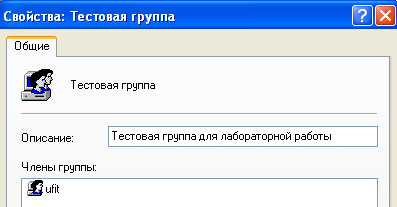 Свойства: Тестовая группа
Общие
Тестовая группа
Описание: Тестовая группа для лабораторной работы
Члены группы:
ufit